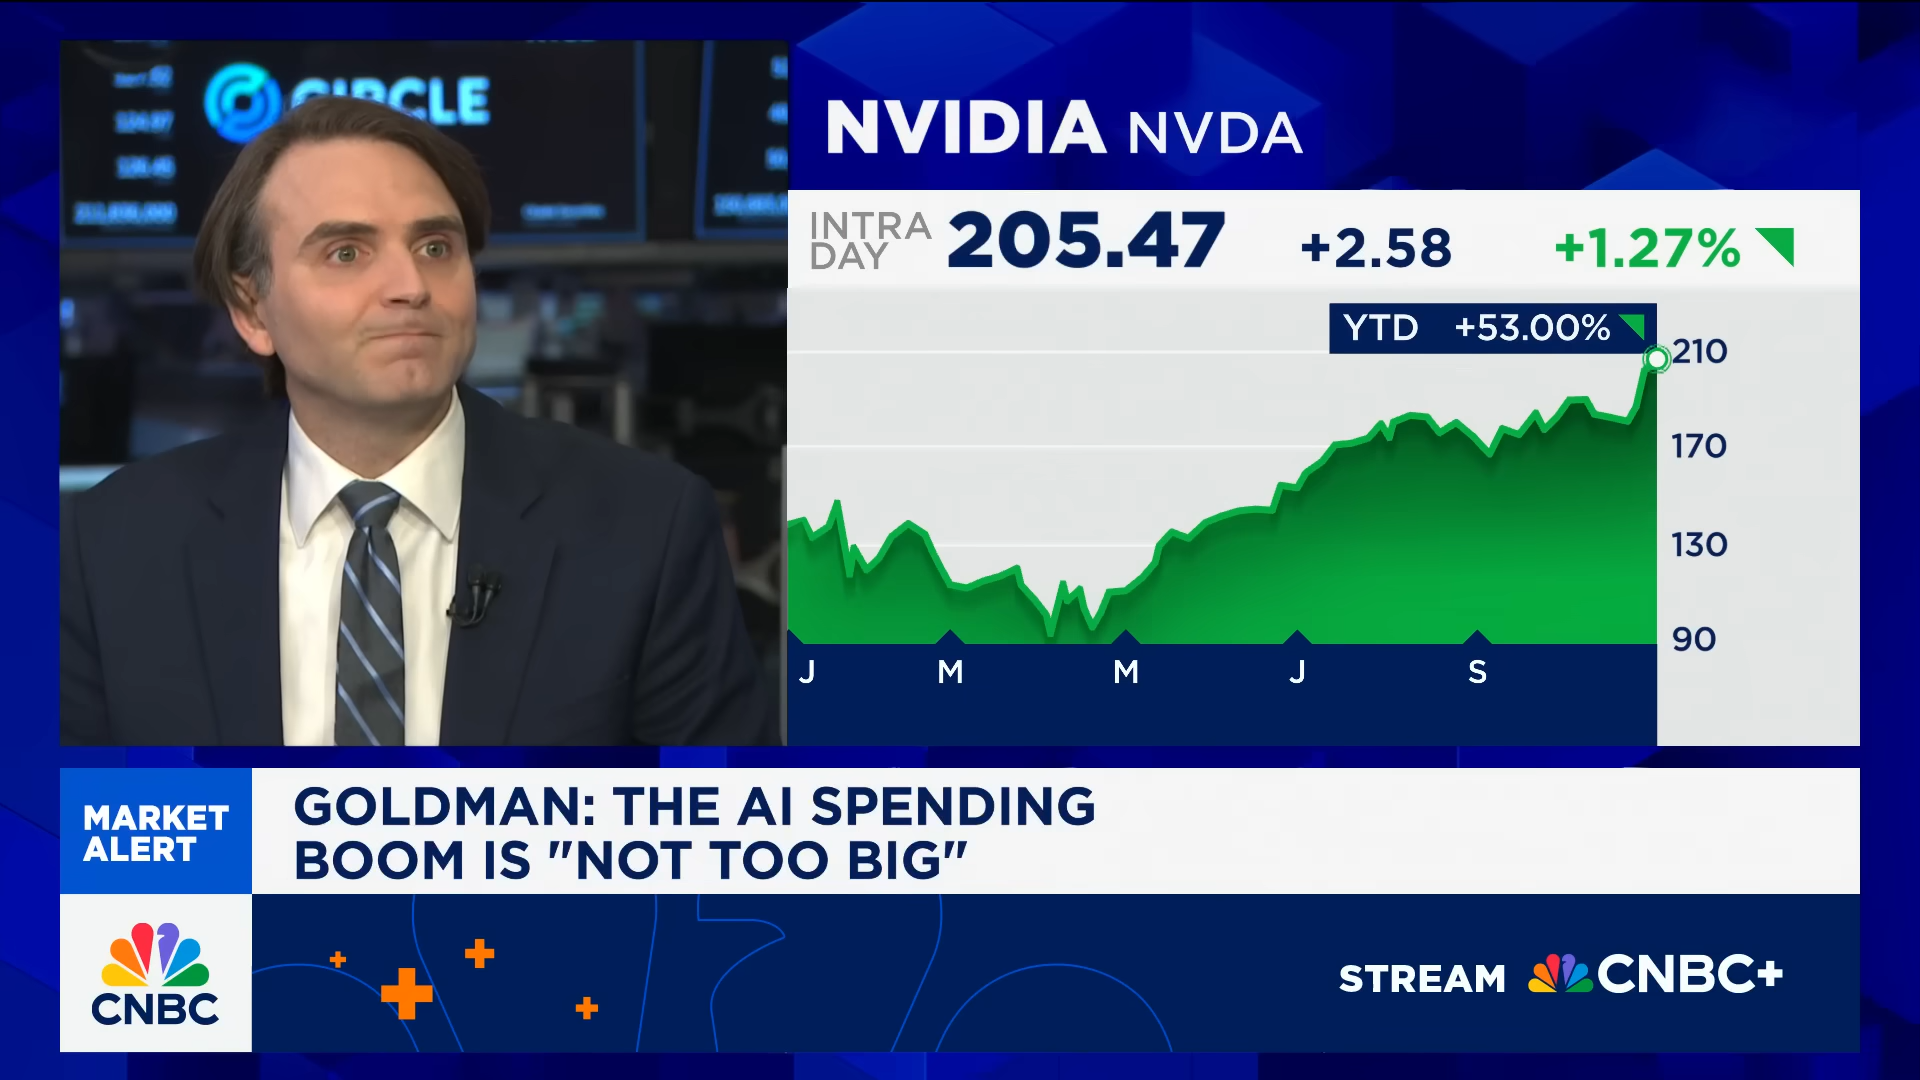 CIRCLE
NVIDIA NVDA
INTRA DAY 205.47 +2.58 +1.27%
YTD +53.00%
210
170
130
90
J M M J S
MARKET ALERT
GOLDMAN: THE AI SPENDING
BOOM IS "NOT TOO BIG"
CNBC
STREAM CNBC+